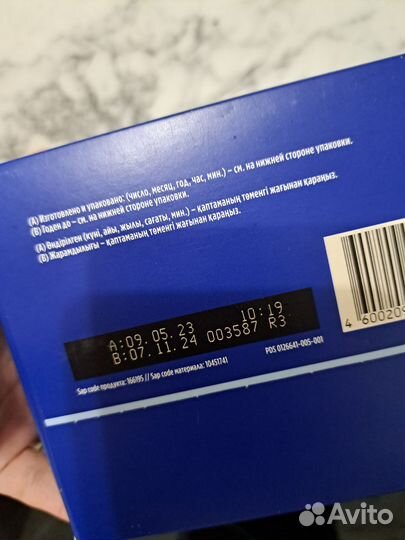 (А) Изготовлено и упаковано: (число, месяц, год, час, мин.) – см. на нижней стороне упаковки.
(В) Годен до – см. на нижней стороне упаковки.
(А) Өндірілген (күні, айы, жылы, сағаты, мин.) – қаптаманың төменгі жағынан қараңыз.
(В) Жарамдылығы – қаптаманың төменгі жағынан қараңыз.
A:09.05.23 10:19
B:07.11.24 003587 R3
Sap code продукта: 166195 // Sap code материала: 10451741
POS 0126641-005-001
4 600209
Avito